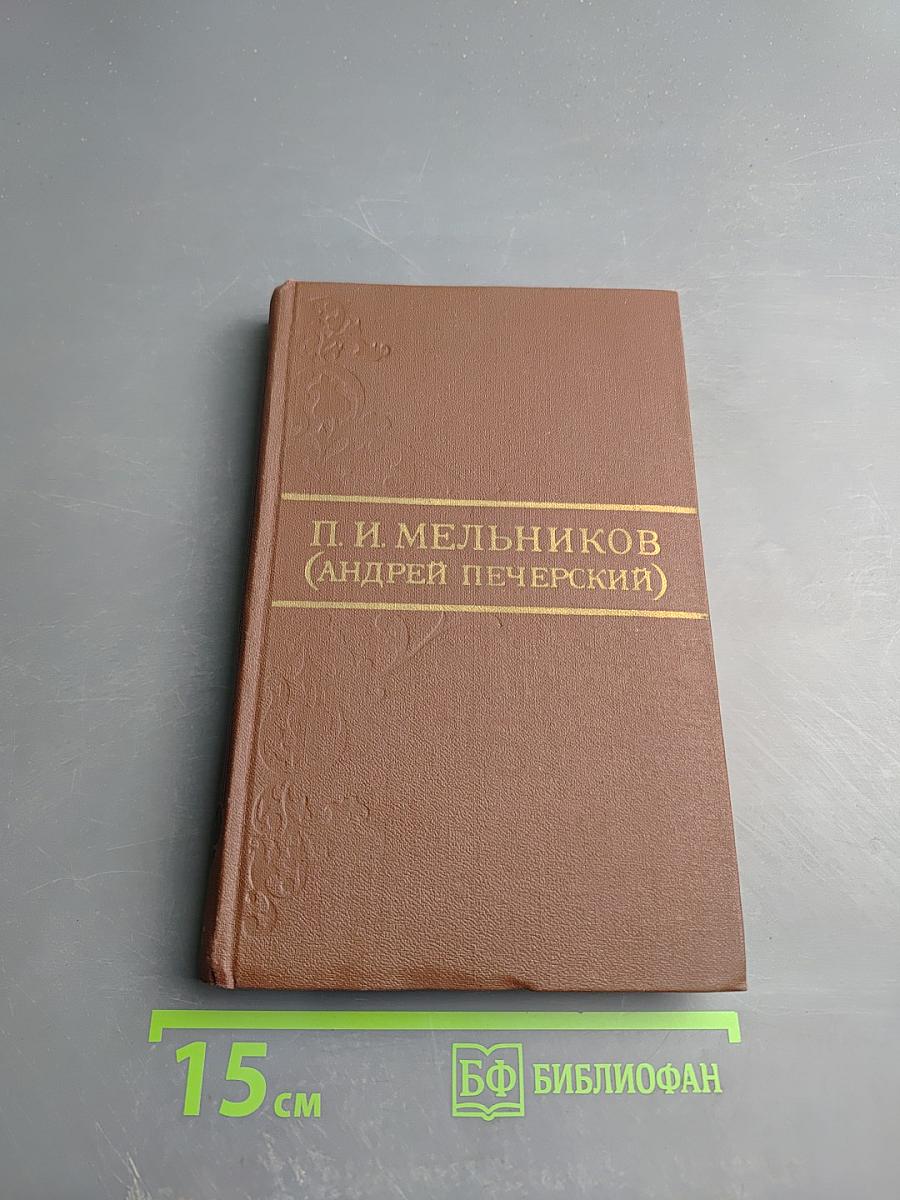 П. И. МЕЛЬНИКОВ
(АНДРЕЙ ПЕЧЕРСКИЙ)
15 см
БФ БИБЛИОФАН